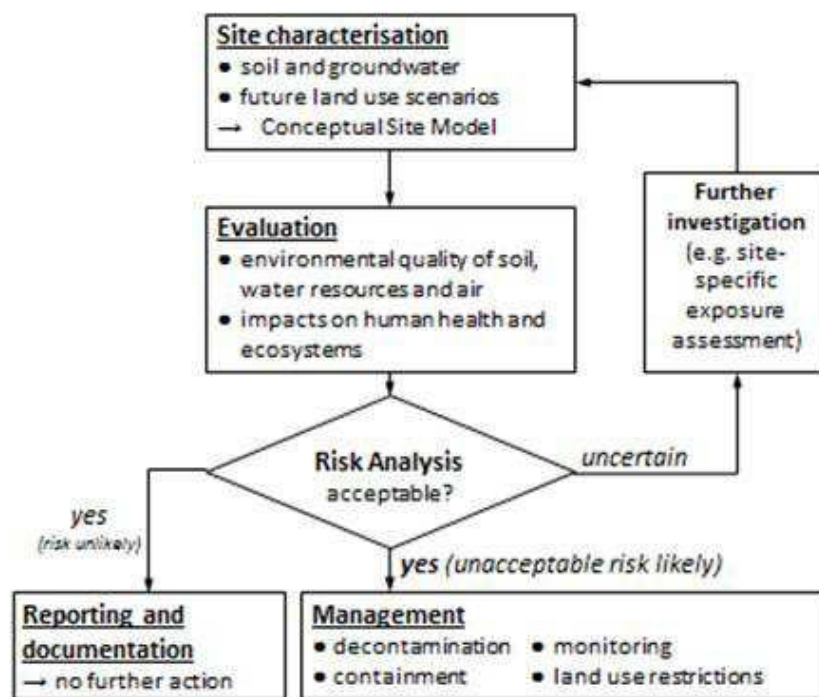 Site characterisation
● soil and groundwater
● future land use scenarios
→ Conceptual Site Model
Further
investigation
(e.g. site-
specific
exposure
assessment)
Evaluation
● environmental quality of soil,
water resources and air
● impacts on human health and
ecosystems
Risk Analysis
acceptable?
uncertain
yes
(risk unlikely)
yes (unacceptable risk likely)
Reporting and
documentation
→ no further action
Management
● decontamination ● monitoring
● containment ● land use restrictions